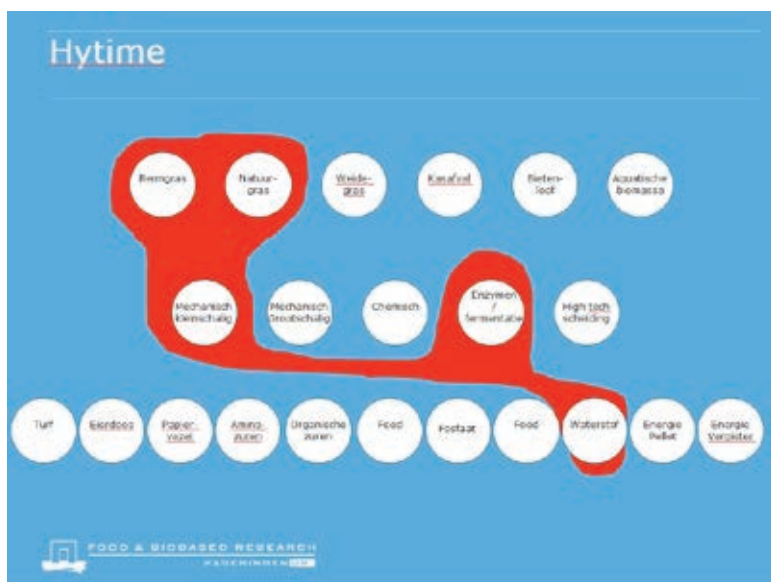 Hytime
Bermgras
Natuur-
gras
Weide-
gras
Kasafval
Bieten-
loof
Aquatische
biomassa
Mechanisch
kleinschalig
Mechanisch
Grootschalig
Chemisch
Enzymen
/
fermentatie
High tech
scheiding
Turf
Eierdoos
Papier-
vezel
Amino-
zuren
Organische
zuren
Feed
Fosfaat
Food
Waterstof
Energie
Pellet
Energie
Vergister
FOOD & BIOBASED RESEARCH
WAGENINGEN UR